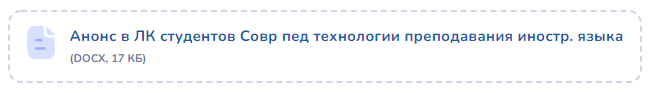 Анонс в ЛК студентов Совр пед технологии преподавания иностр. языка
(DOCX, 17 КБ)